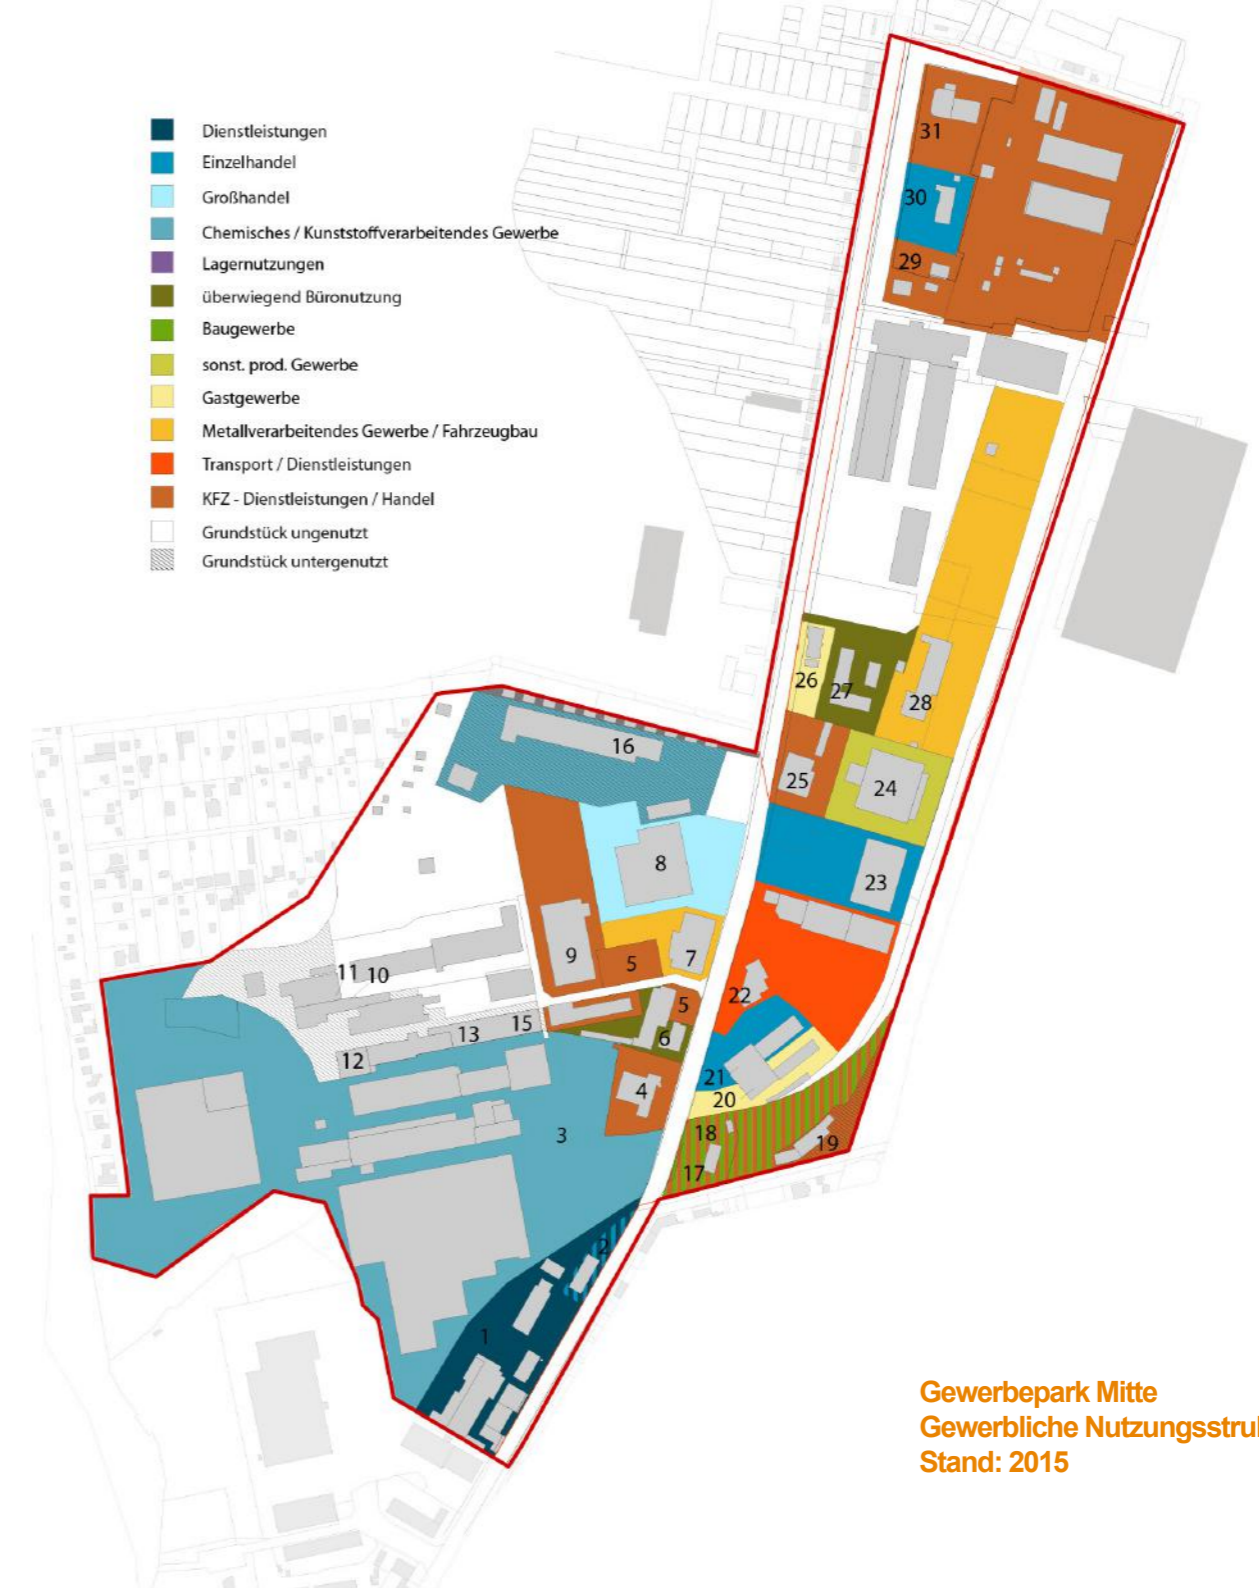 Dienstleistungen
Einzelhandel
Großhandel
Chemisches / Kunststoffverarbeitendes Gewerbe
Lagernutzungen
überwiegend Büronutzung
Baugewerbe
sonst. prod. Gewerbe
Gastgewerbe
Metallverarbeitendes Gewerbe / Fahrzeugbau
Transport / Dienstleistungen
KFZ - Dienstleistungen / Handel
Grundstück ungenutzt
Grundstück untergenutzt
31
30
29
26
27
28
16
25
24
8
23
9
5
7
11
10
22
5
15
13
6
12
21
4
20
3
18
19
17
2
1
Gewerbepark Mitte
Gewerbliche Nutzungsstru
Stand: 2015